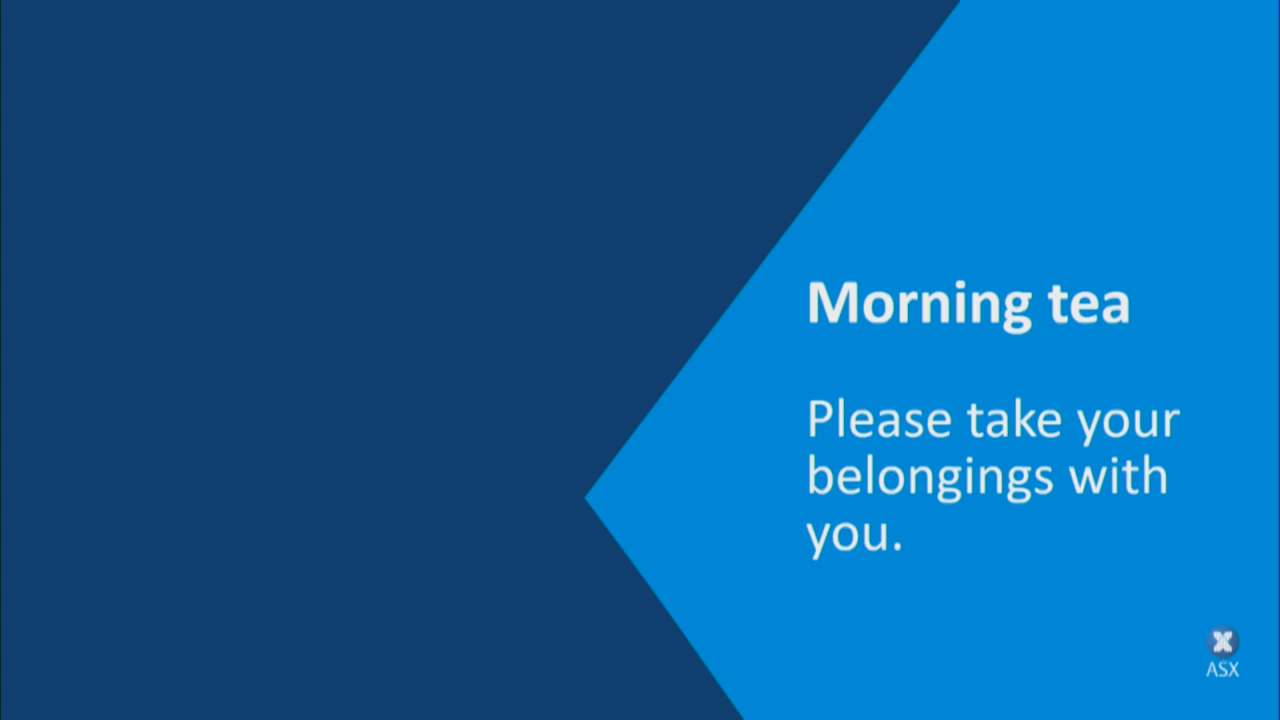 Morning tea
Please take your
belongings with
you.
ASX